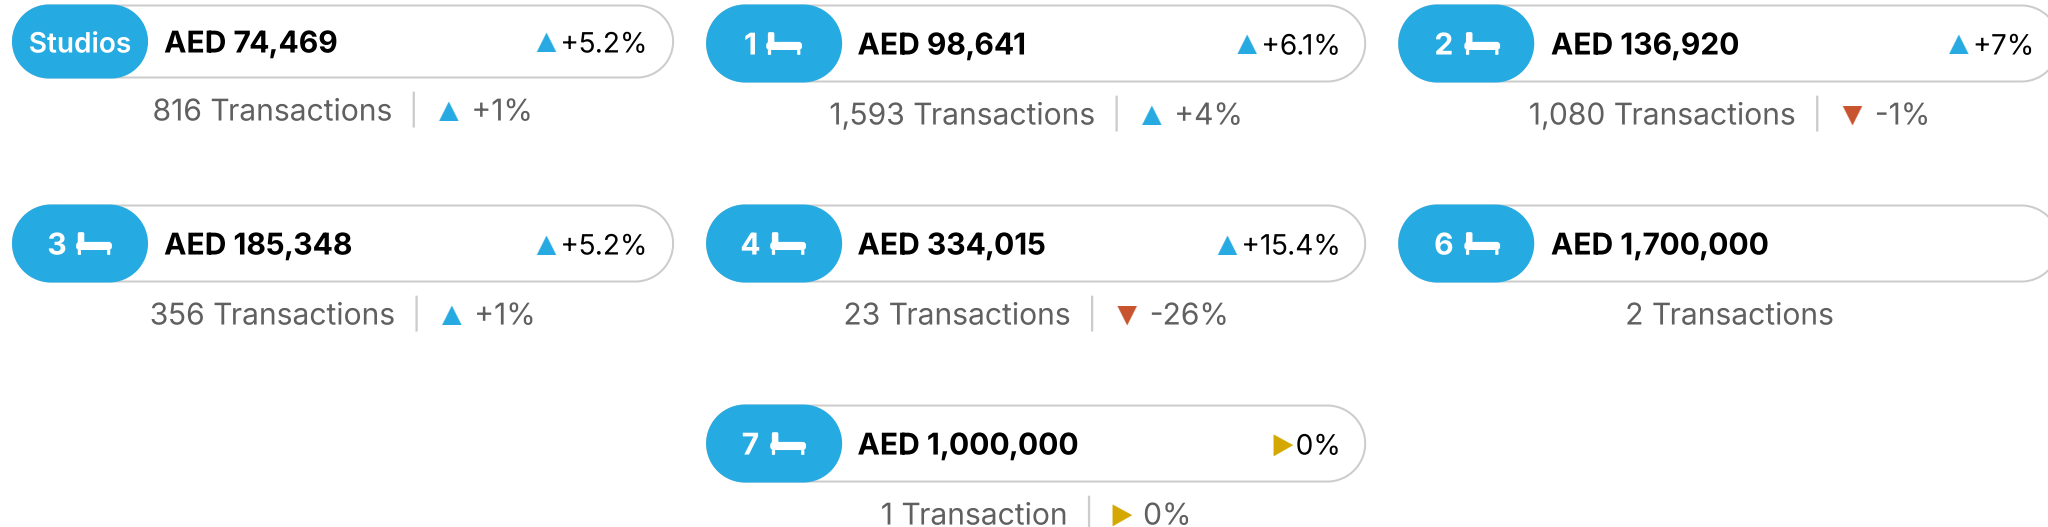 Studios AED 74,469 ▲+5.2%
816 Transactions | ▲ +1%
1 AED 98,641 ▲+6.1%
1,593 Transactions | ▲ +4%
2 AED 136,920 ▲+7%
1,080 Transactions | ▼ -1%
3 AED 185,348 ▲+5.2%
356 Transactions | ▲ +1%
4 AED 334,015 ▲+15.4%
23 Transactions | ▼ -26%
6 AED 1,700,000
2 Transactions
7 AED 1,000,000 ▶0%
1 Transaction | ▶ 0%